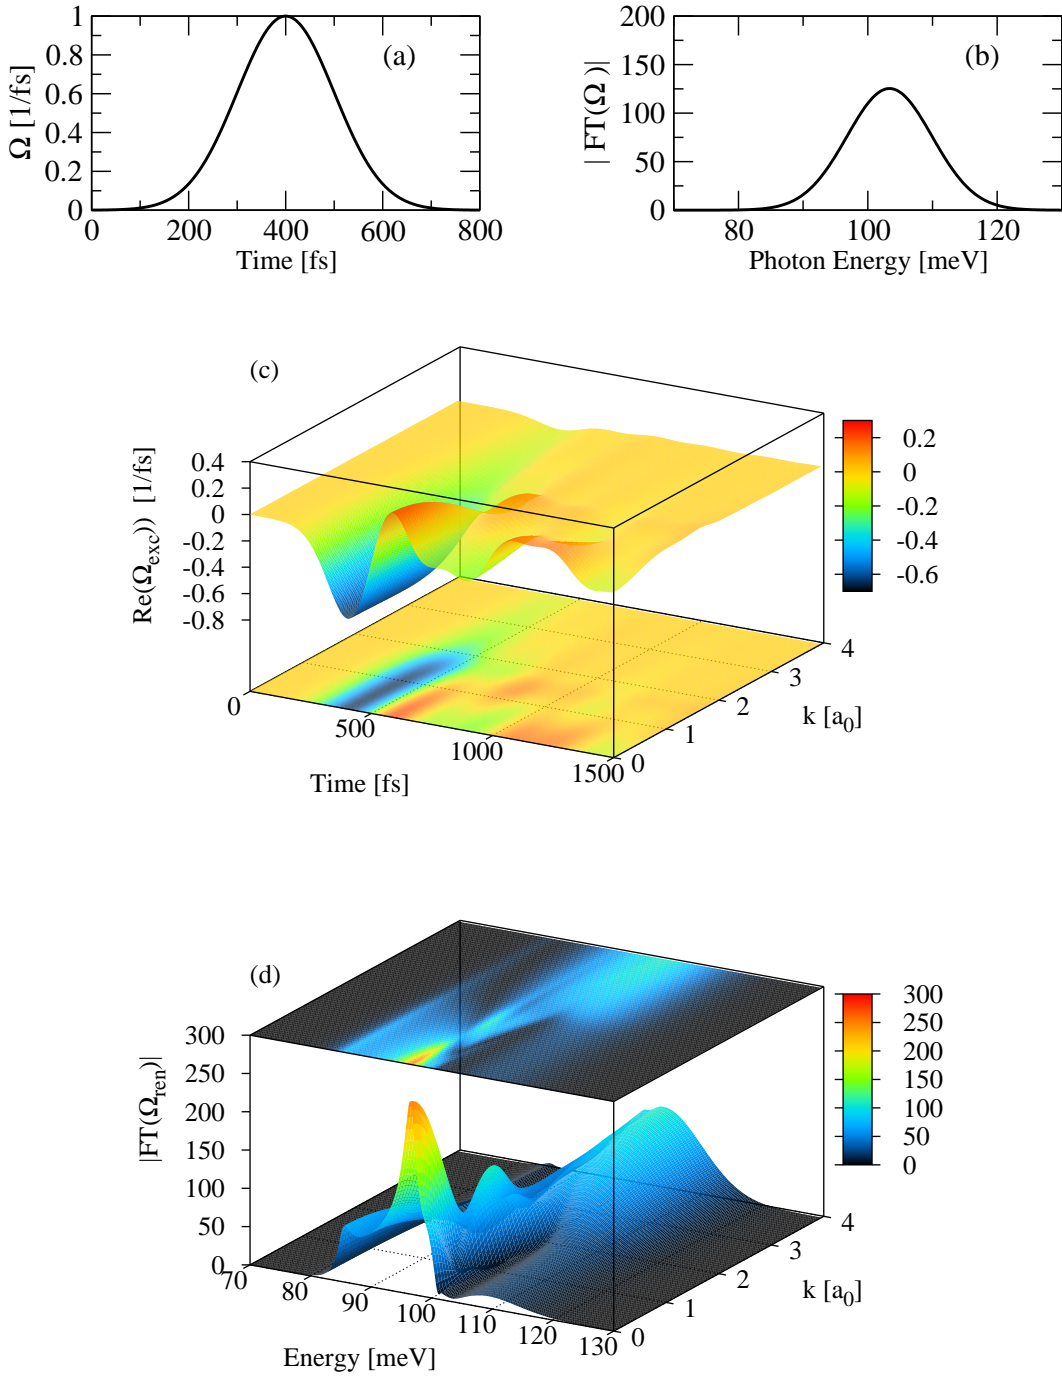 1
0.8
0.6
0.4
0.2
0
Ω [1/fs]
(a)
0 200 400 600 800
Time [fs]
200
150
100
50
0
| FT(Ω )|
(b)
80 100 120
Photon Energy [meV]
(c)
0.4
0.2
0
-0.2
-0.4
-0.6
-0.8
Re(Ωexc)) [1/fs]
0 500 1000 1500
Time [fs]
0 1 2 3 4
k [a0]
0.2
0
-0.2
-0.4
-0.6
(d)
300
250
200
150
100
50
0
|FT(Ωren)|
70 80 90 100 110 120 130
Energy [meV]
0 1 2 3 4
k [a0]
300
250
200
150
100
50
0